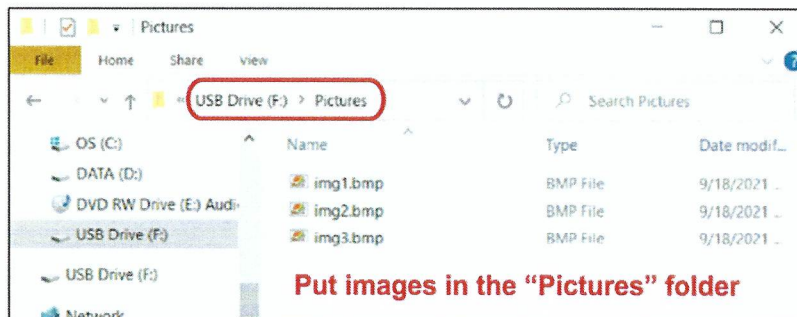 Pictures
File Home Share View
USB Drive (F:) > Pictures
Search Pictures
Name Type Date modif...
OS (C:)
DATA (D:)
DVD RW Drive (E:) Audi
USB Drive (F:)
USB Drive (F:)
Network
img1.bmp BMP File 9/18/2021 ...
img2.bmp BMP File 9/18/2021 ...
img3.bmp BMP File 9/18/2021 ...
Put images in the “Pictures” folder